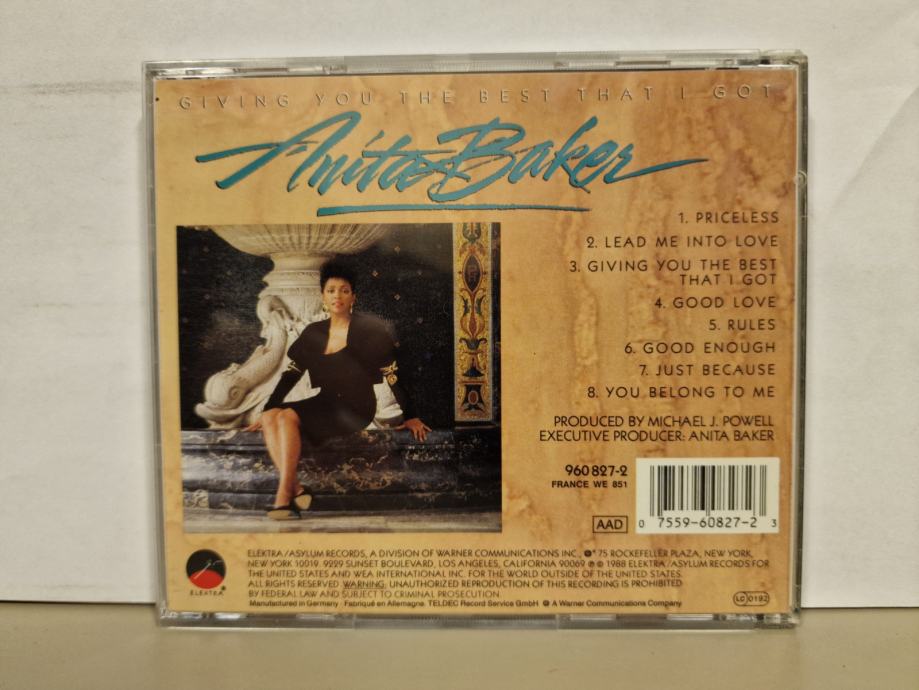 GIVING YOU THE BEST THAT I GOT
Anita Baker
1. PRICELESS
2. LEAD ME INTO LOVE
3. GIVING YOU THE BEST
THAT I GOT
4. GOOD LOVE
5. RULES
6. GOOD ENOUGH
7. JUST BECAUSE
8. YOU BELONG TO ME
PRODUCED BY MICHAEL J. POWELL
EXECUTIVE PRODUCER: ANITA BAKER
960 827-2
FRANCE WE 851
AAD
0 7559-60827-2 3
ELEKTRA
ELEKTRA/ASYLUM RECORDS, A DIVISION OF WARNER COMMUNICATIONS INC., 75 ROCKEFELLER PLAZA, NEW YORK,
NEW YORK 10019. 9229 SUNSET BOULEVARD, LOS ANGELES, CALIFORNIA 90069 ℗ © 1988 ELEKTRA/ASYLUM RECORDS FOR
THE UNITED STATES AND WEA INTERNATIONAL INC. FOR THE WORLD OUTSIDE OF THE UNITED STATES.
ALL RIGHTS RESERVED WARNING: UNAUTHORIZED REPRODUCTION OF THIS RECORDING IS PROHIBITED
BY FEDERAL LAW AND SUBJECT TO CRIMINAL PROSECUTION.
Manufactured in Germany · Fabriqué en Allemagne. TELDEC Record Service GmbH A Warner Communications Company
LC 0192